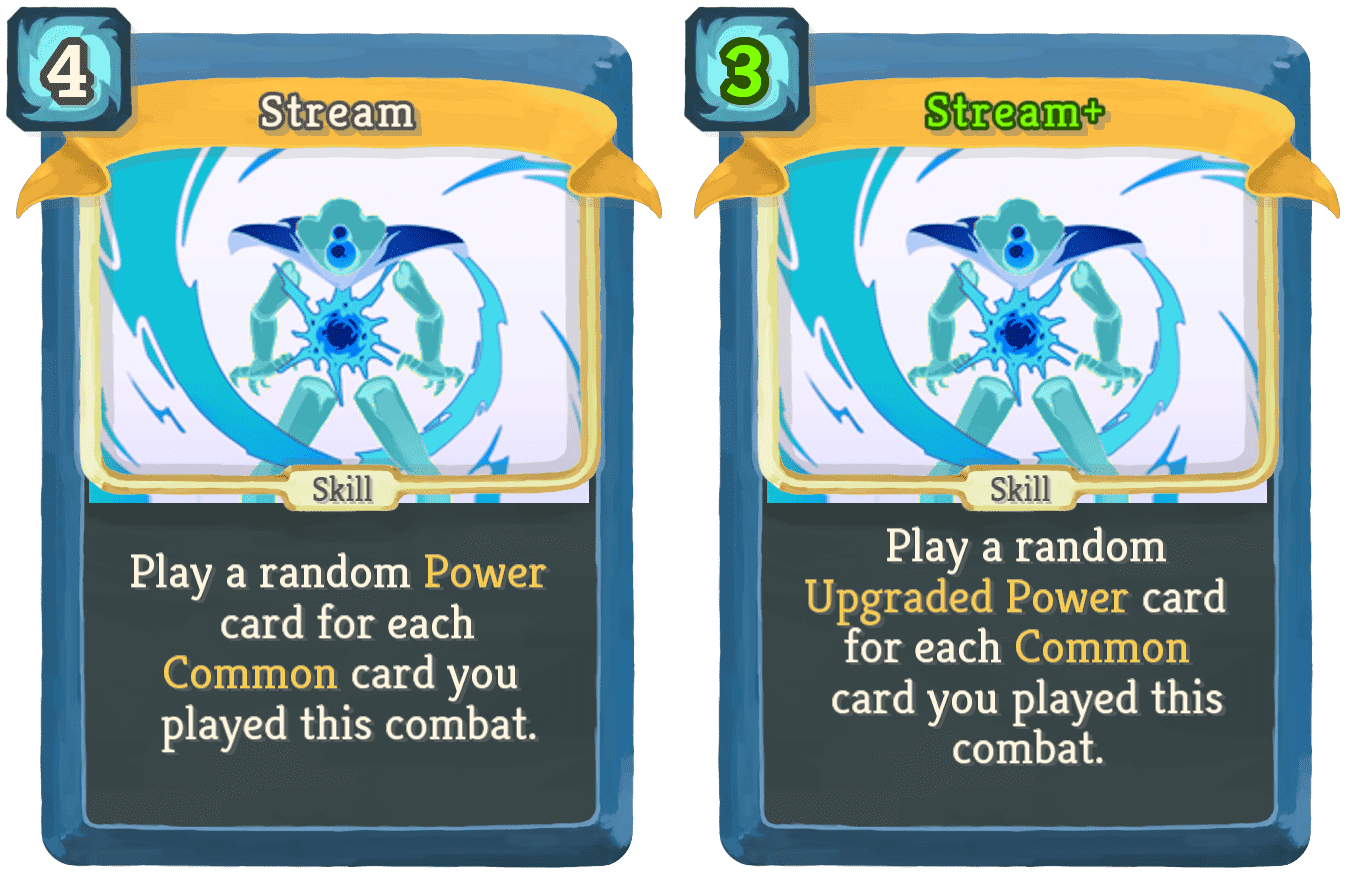 4
Stream
Skill
Play a random Power
card for each
Common card you
played this combat.
3
Stream+
Skill
Play a random
Upgraded Power card
for each Common
card you played this
combat.